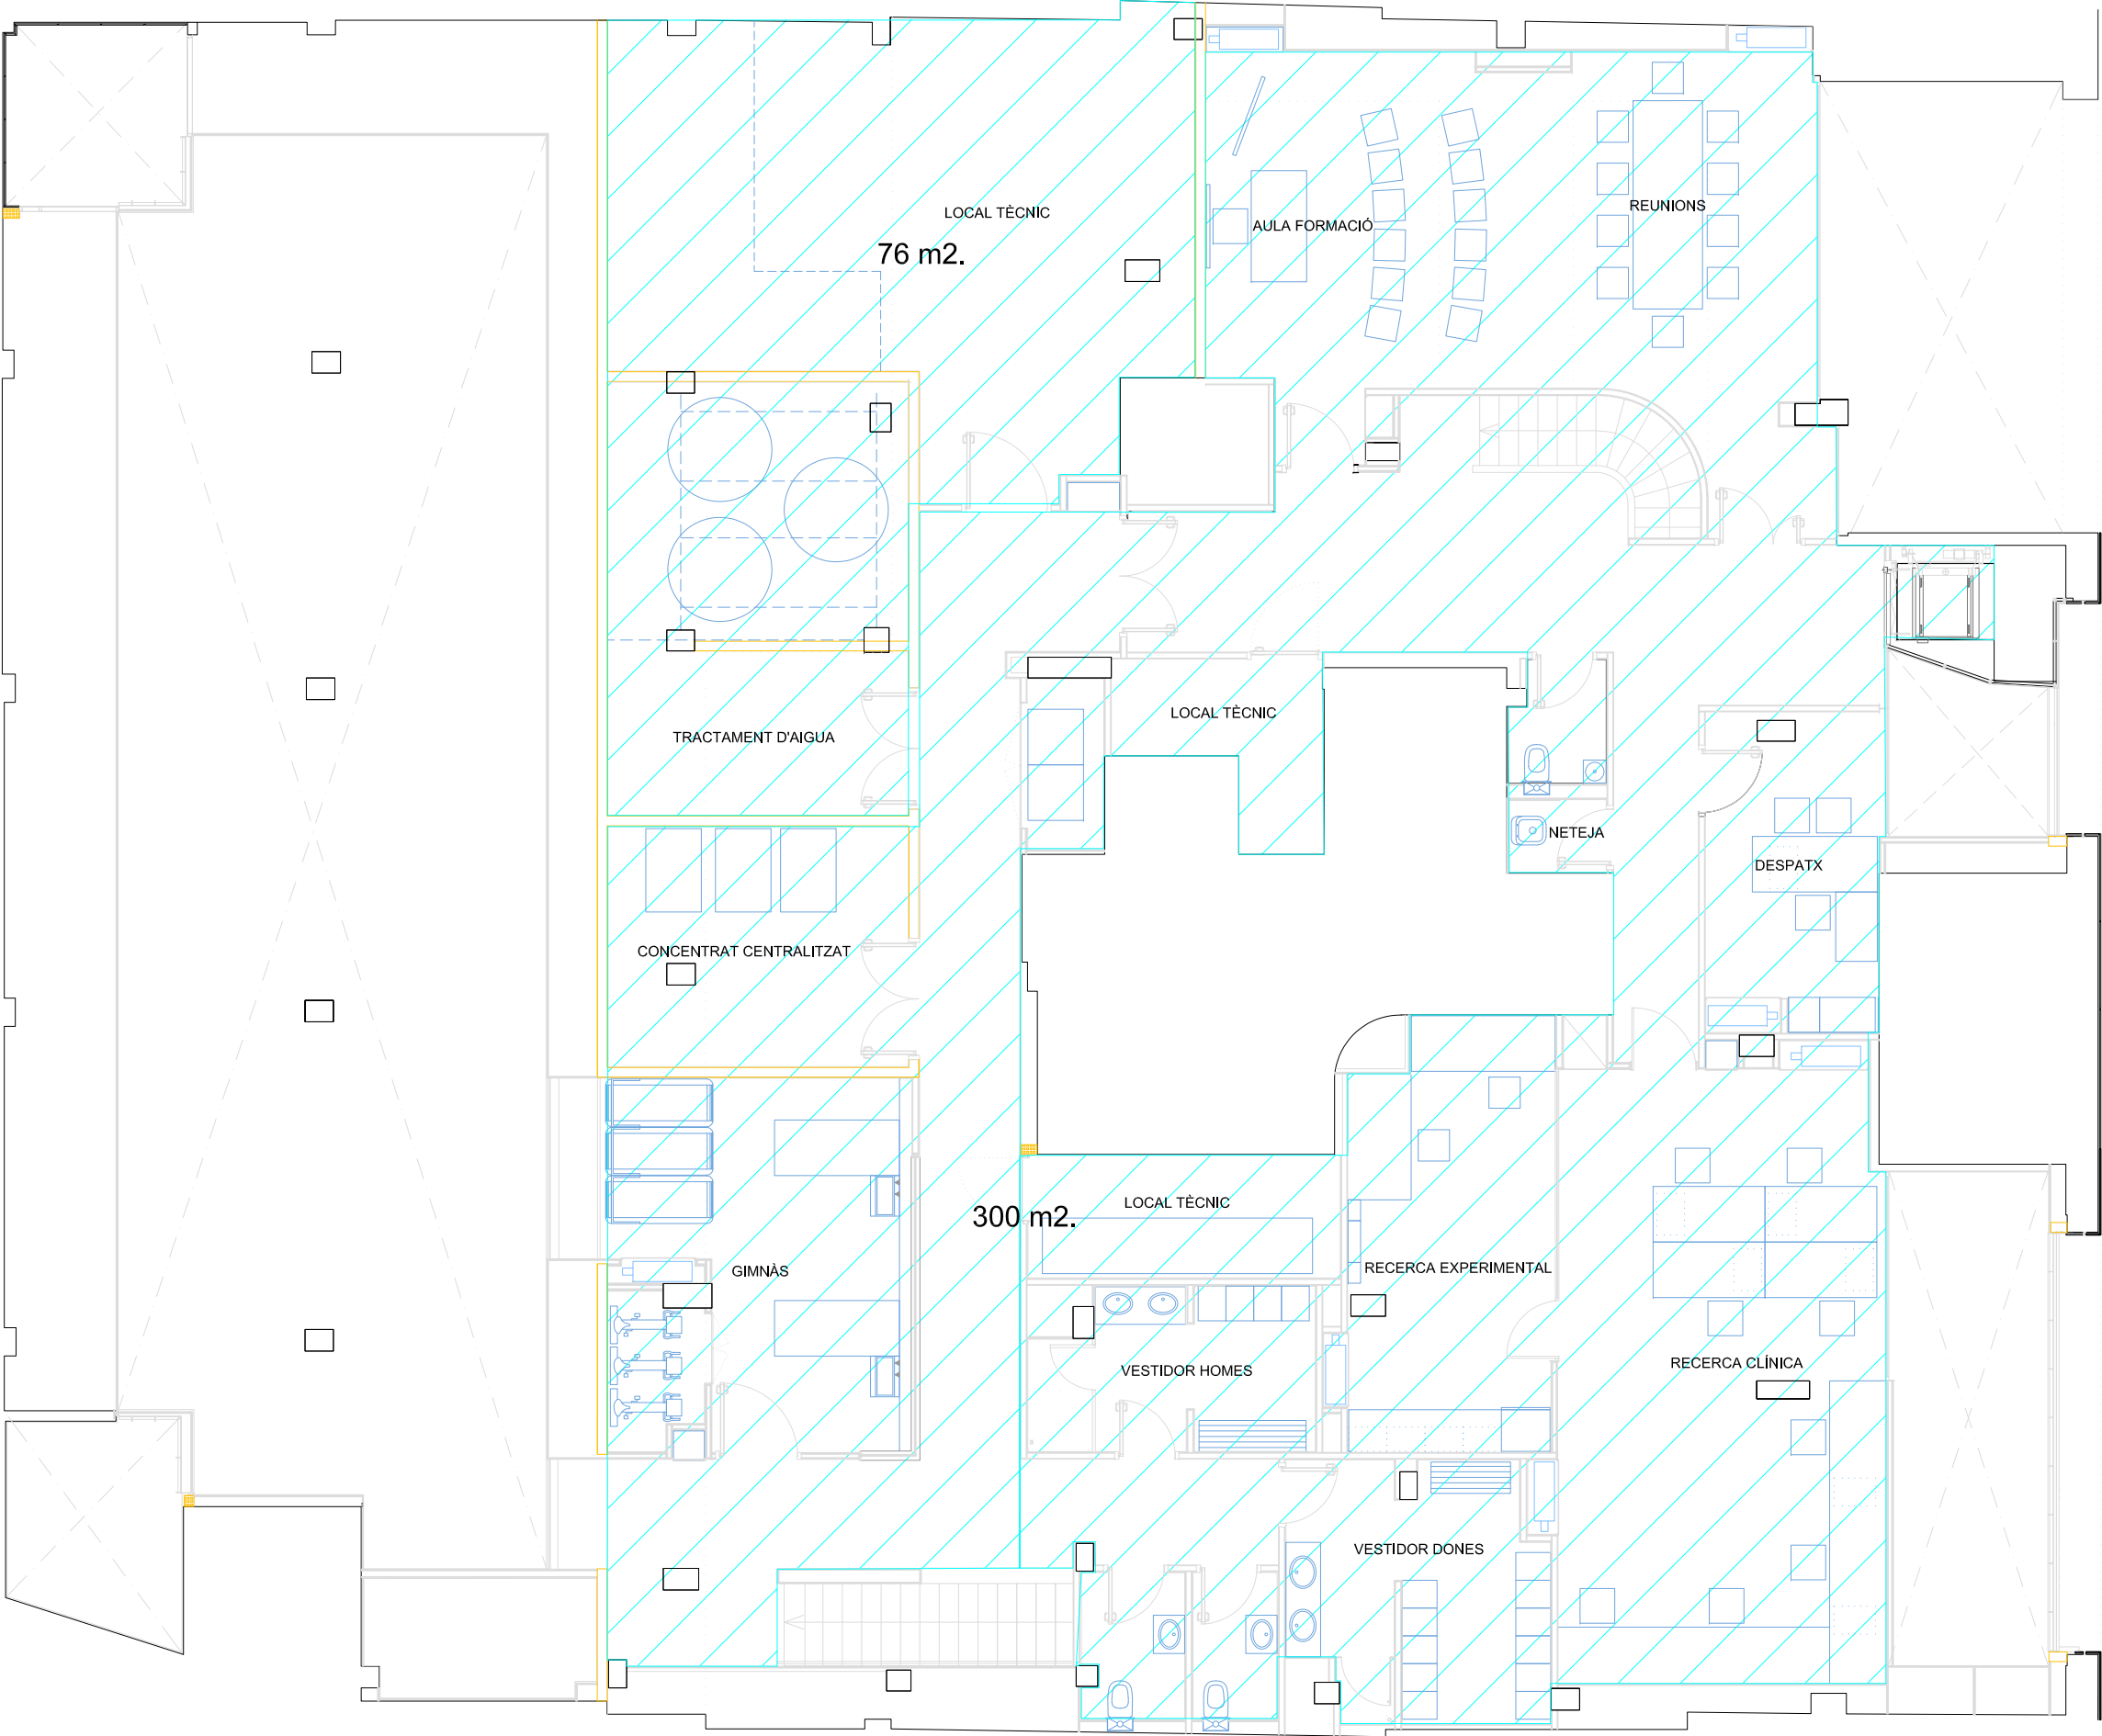 LOCAL TÈCNIC
76 m2.
AULA FORMACIÓ
REUNIONS
LOCAL TÈCNIC
TRACTAMENT D'AIGUA
NETEJA
DESPATX
CONCENTRAT CENTRALITZAT
LOCAL TÈCNIC
300 m2.
GIMNÀS
RECERCA EXPERIMENTAL
VESTIDOR HOMES
RECERCA CLÍNICA
VESTIDOR DONES